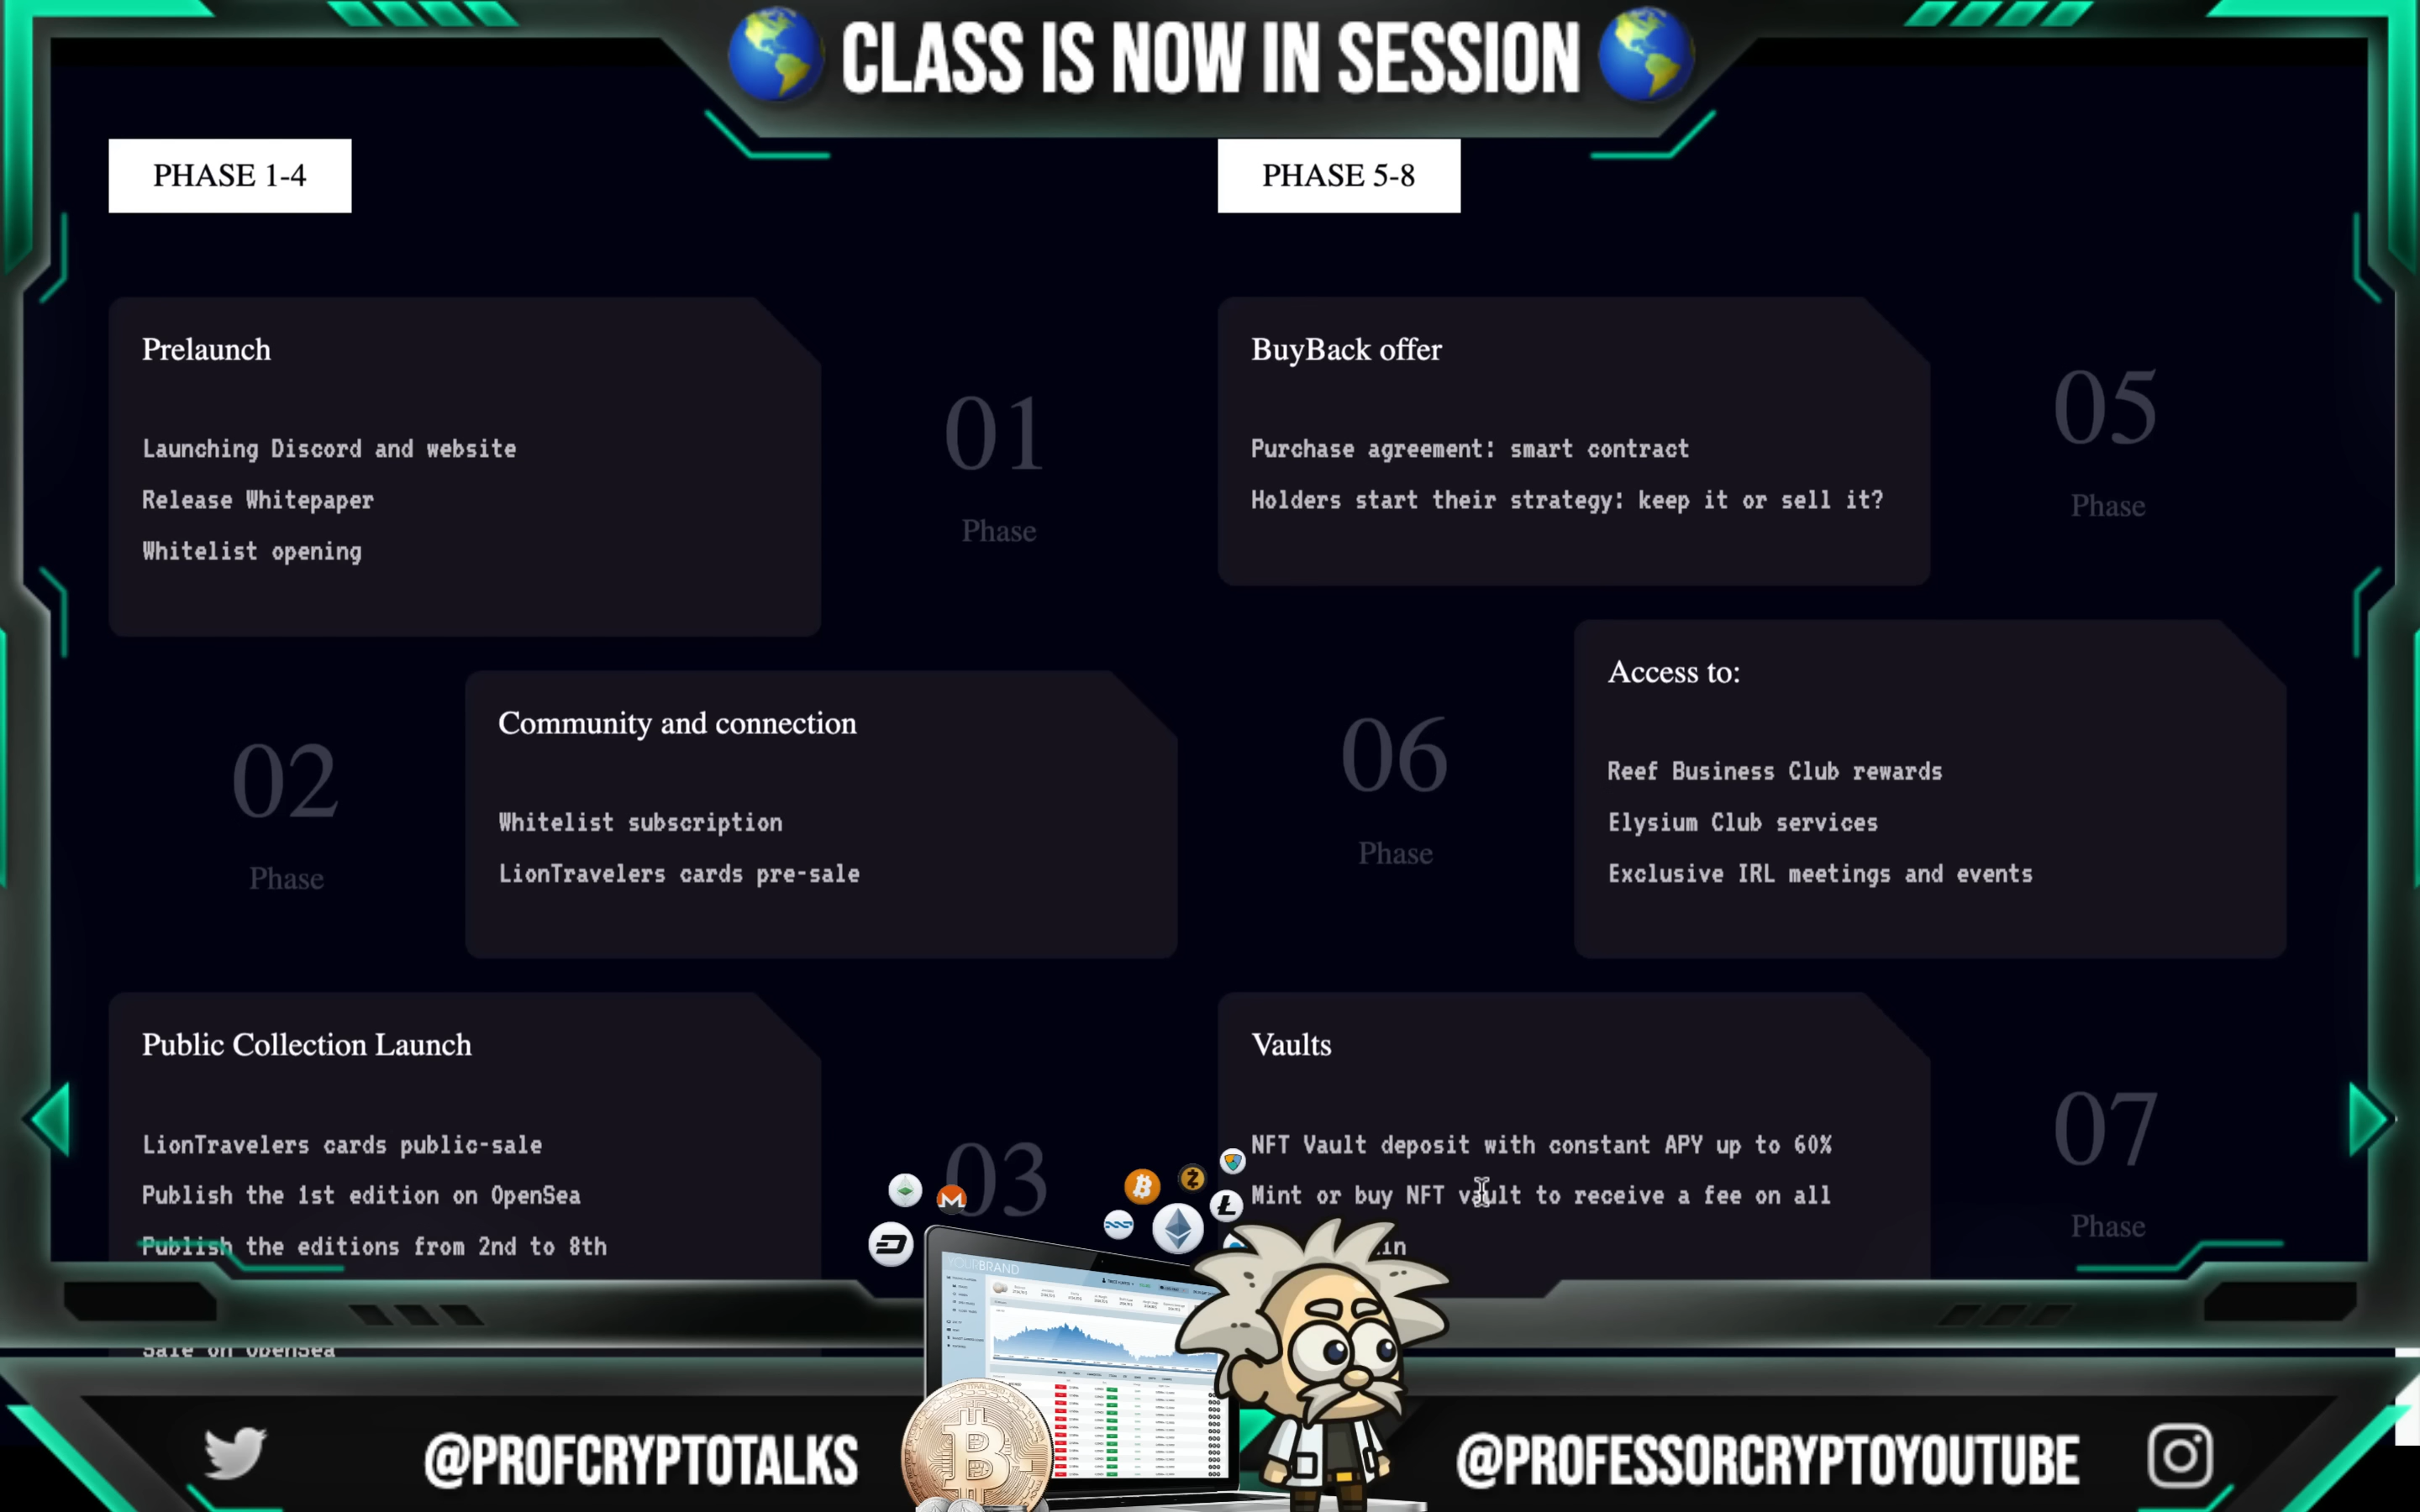 CLASS IS NOW IN SESSION
PHASE 1-4
Prelaunch
Launching Discord and website
Release Whitepaper
Whitelist opening
01
Phase
02
Phase
Community and connection
Whitelist subscription
LionTravelers cards pre-sale
Public Collection Launch
LionTravelers cards public-sale
Publish the 1st edition on OpenSea
Publish the editions from 2nd to 8th
Sale on OpenSea
03
PHASE 5-8
BuyBack offer
Purchase agreement: smart contract
Holders start their strategy: keep it or sell it?
05
Phase
06
Phase
Access to:
Reef Business Club rewards
Elysium Club services
Exclusive IRL meetings and events
Vaults
NFT Vault deposit with constant APY up to 60%
Mint or buy NFT vault to receive a fee on all
07
Phase
YOURBRAND
@PROFCRYPTOTALKS
@PROFESSORCRYPTOYOUTUBE